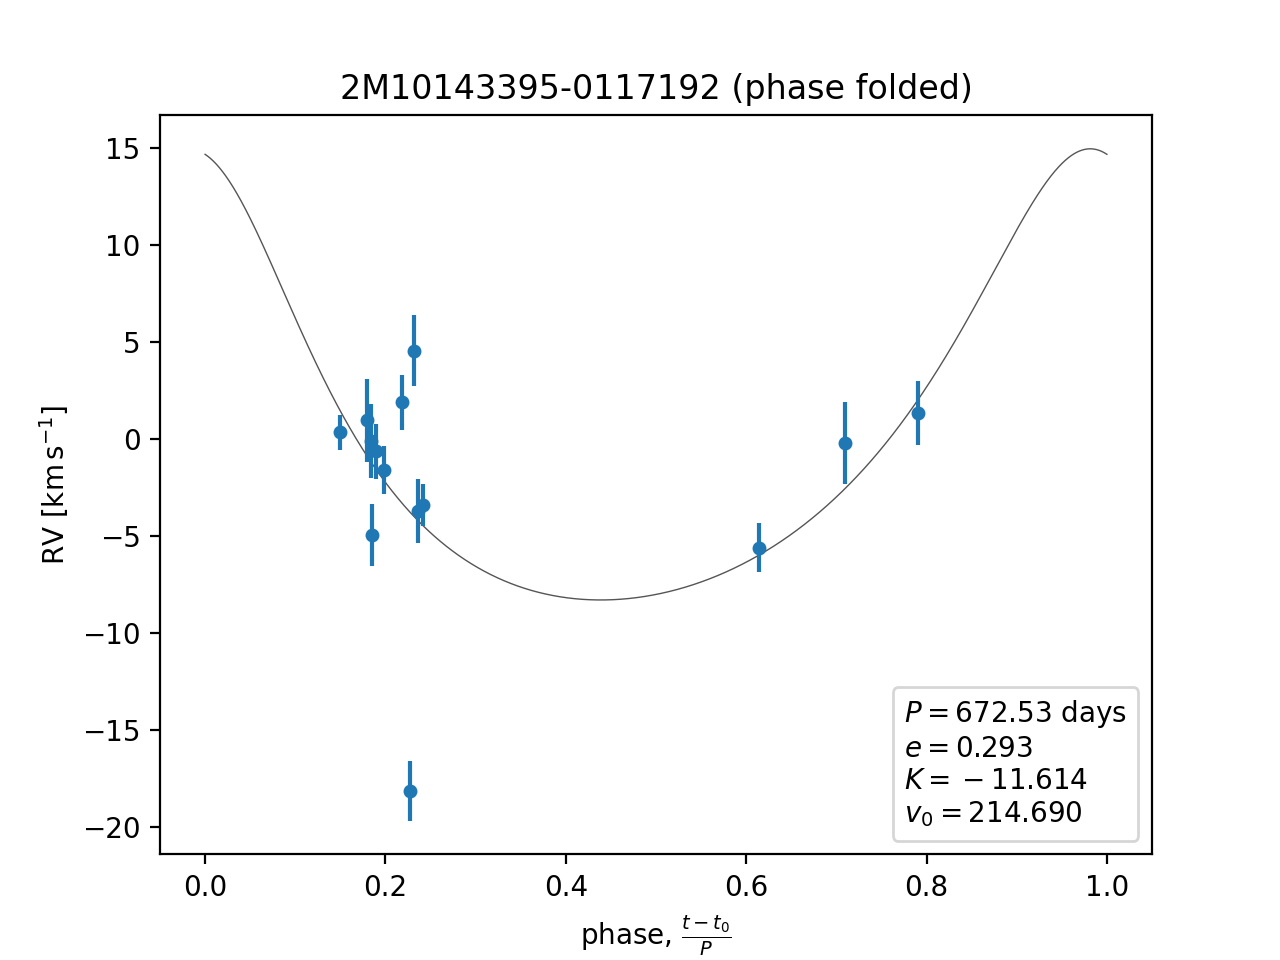 2M10143395-0117192 (phase folded)
15
10
5
0
−5
−10
−15
−20
RV [km s⁻¹]
P = 672.53 days
e = 0.293
K = −11.614
v₀ = 214.690
0.0 0.2 0.4 0.6 0.8 1.0
phase, (t − t₀)/P